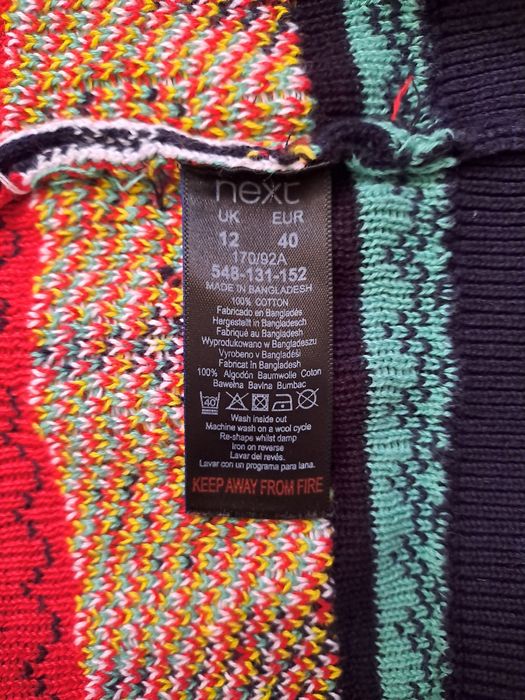 next
UK EUR
12 40
170/92A
548-131-152
MADE IN BANGLADESH
100% COTTON
Fabricado en Bangladés
Hergestellt in Bangladesch
Fabriqué au Bangladesh
Wyprodukowano w Bangladeszu
Vyrobeno v Bangladéši
Fabricat în Bangladesh
100% Algodón Baumwolle Coton
Bawełna Bavlna Bumbac
40
Wash inside out
Machine wash on a wool cycle
Re-shape whilst damp
Iron on reverse
Lavar del revés.
Lavar con un programa para lana.
KEEP AWAY FROM FIRE